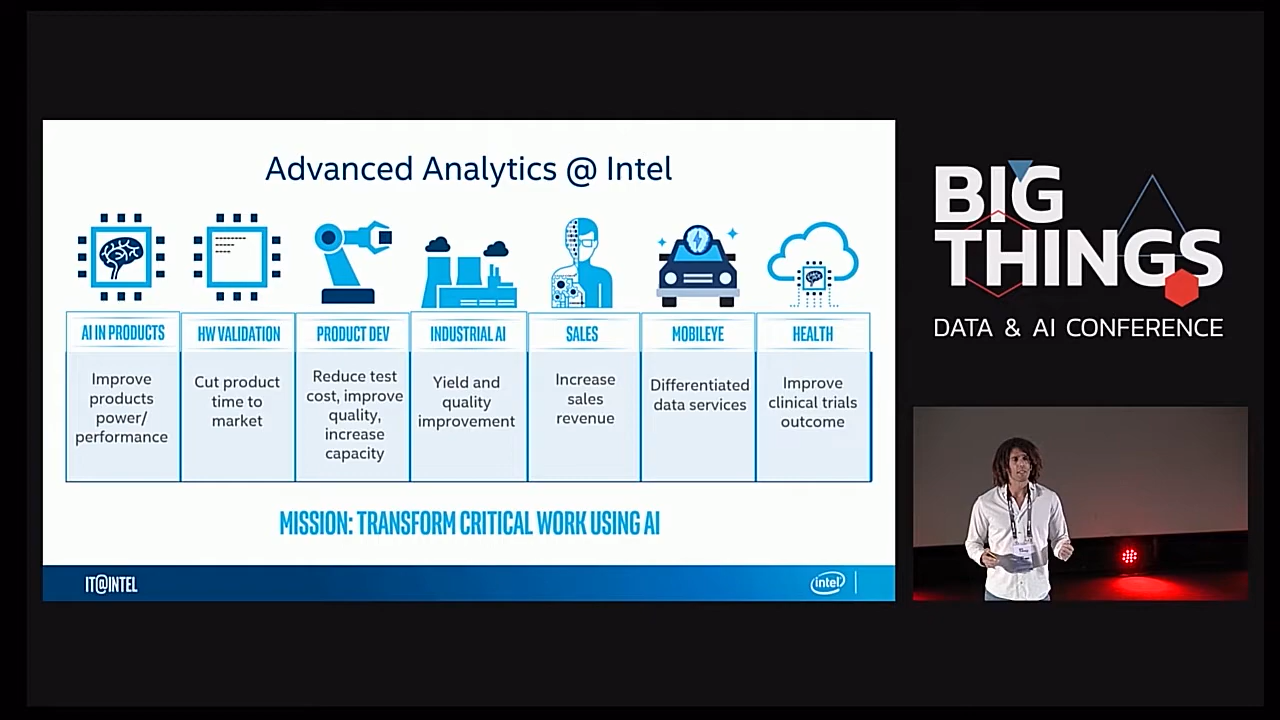 Advanced Analytics @ Intel
AI IN PRODUCTS
HW VALIDATION
PRODUCT DEV
INDUSTRIAL AI
SALES
MOBILEYE
HEALTH
Improve
products
power/
performance
Cut product
time to
market
Reduce test
cost, improve
quality,
increase
capacity
Yield and
quality
improvement
Increase
sales
revenue
Differentiated
data services
Improve
clinical trials
outcome
MISSION: TRANSFORM CRITICAL WORK USING AI
IT@INTEL
intel
BIG
THINGS
DATA & AI CONFERENCE